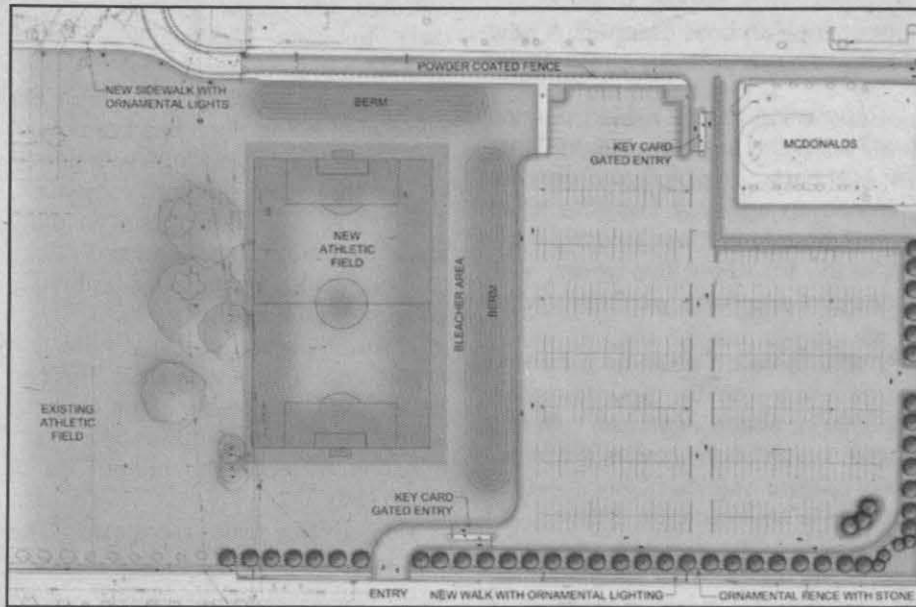 POWDER COATED FENCE
NEW SIDEWALK WITH
ORNAMENTAL LIGHTS
BERM
KEY CARD
GATED ENTRY
MCDONALDS
NEW
ATHLETIC
FIELD
BLEACHER AREA
BERM
EXISTING
ATHLETIC
FIELD
KEY CARD
GATED ENTRY
ENTRY
NEW WALK WITH ORNAMENTAL LIGHTING
ORNAMENTAL FENCE WITH STONE